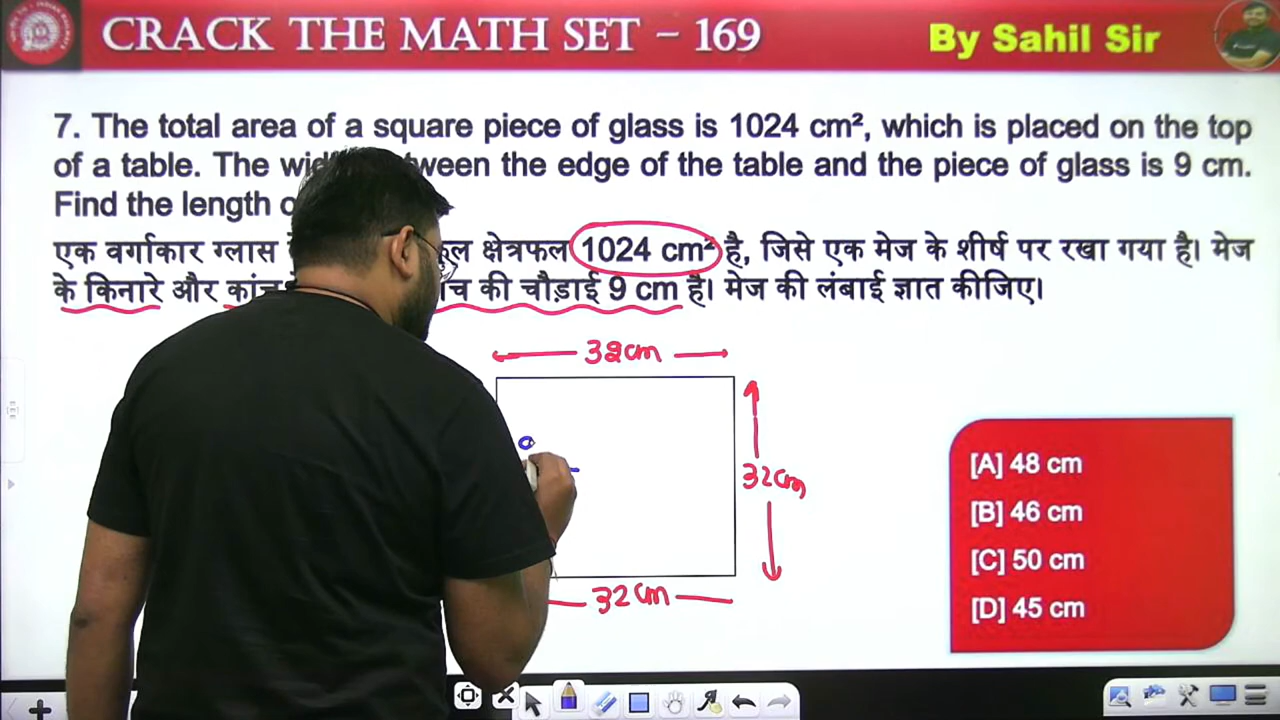 CRACK THE MATH SET - 169
By Sahil Sir
7. The total area of a square piece of glass is 1024 cm², which is placed on the top
of a table. The between the edge of the table and the piece of glass is 9 cm.
Find the length
एक वर्गाकार ग्लास क्षेत्रफल 1024 cm² है, जिसे एक मेज के शीर्ष पर रखा गया है। मेज
के किनारे और की चौड़ाई 9 cm है। मेज की लंबाई ज्ञात कीजिए।
32cm
32cm
32cm
[A] 48 cm
[B] 46 cm
[C] 50 cm
[D] 45 cm